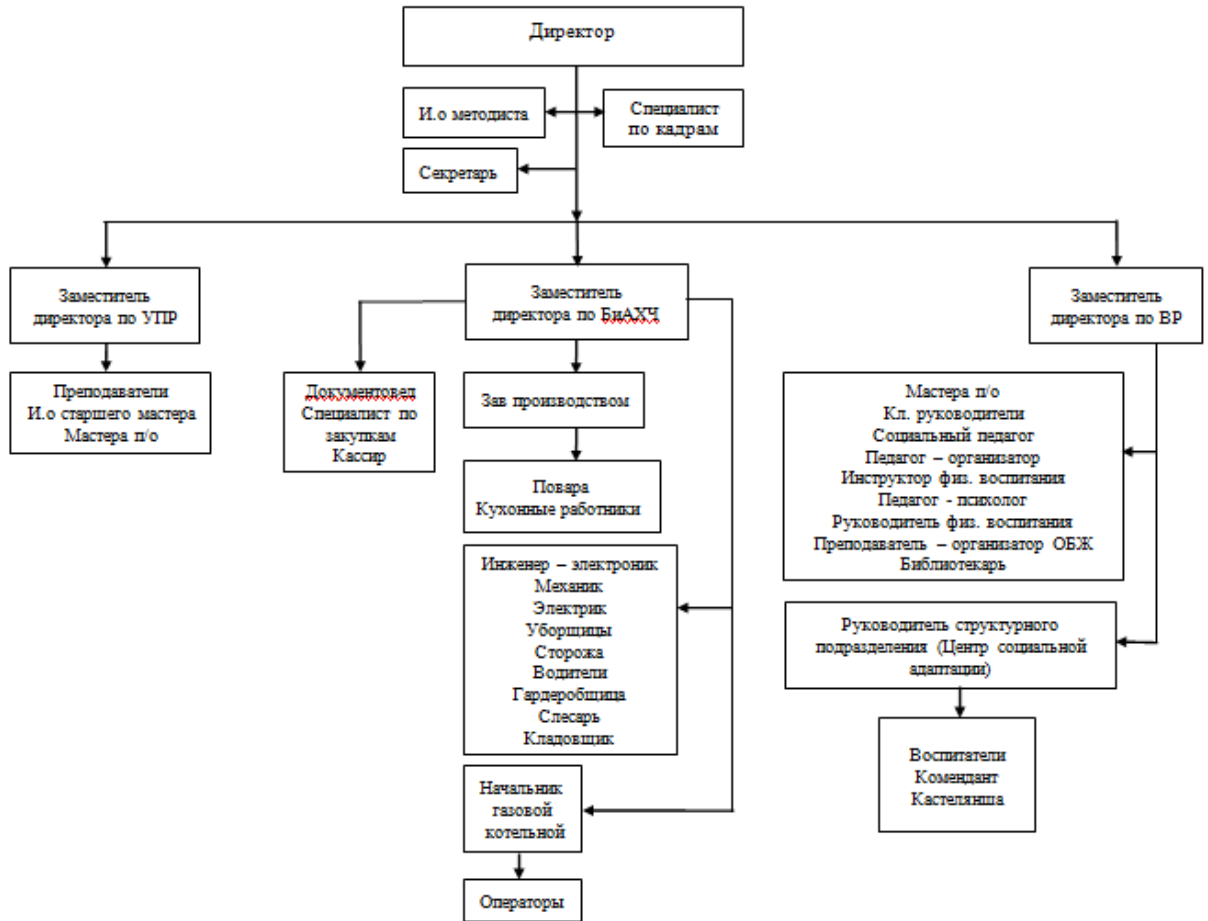 Директор
И.о методиста
Специалист
по кадрам
Секретарь
Заместитель
директора по УПР
Заместитель
директора по БиАХЧ
Заместитель
директора по ВР
Преподаватели
И.о старшего мастера
Мастера п/о
Документовед
Специалист по
закупкам
Кассир
Зав производством
Повара
Кухонные работники
Инженер – электроник
Механик
Электрик
Уборщицы
Сторожа
Водители
Гардеробщица
Слесарь
Кладовщик
Начальник
газовой
котельной
Операторы
Мастера п/о
Кл. руководители
Социальный педагог
Педагог – организатор
Инструктор физ. воспитания
Педагог - психолог
Руководитель физ. воспитания
Преподаватель – организатор ОБЖ
Библиотекарь
Руководитель структурного
подразделения (Центр социальной
адаптации)
Воспитатели
Комендант
Кастелянша